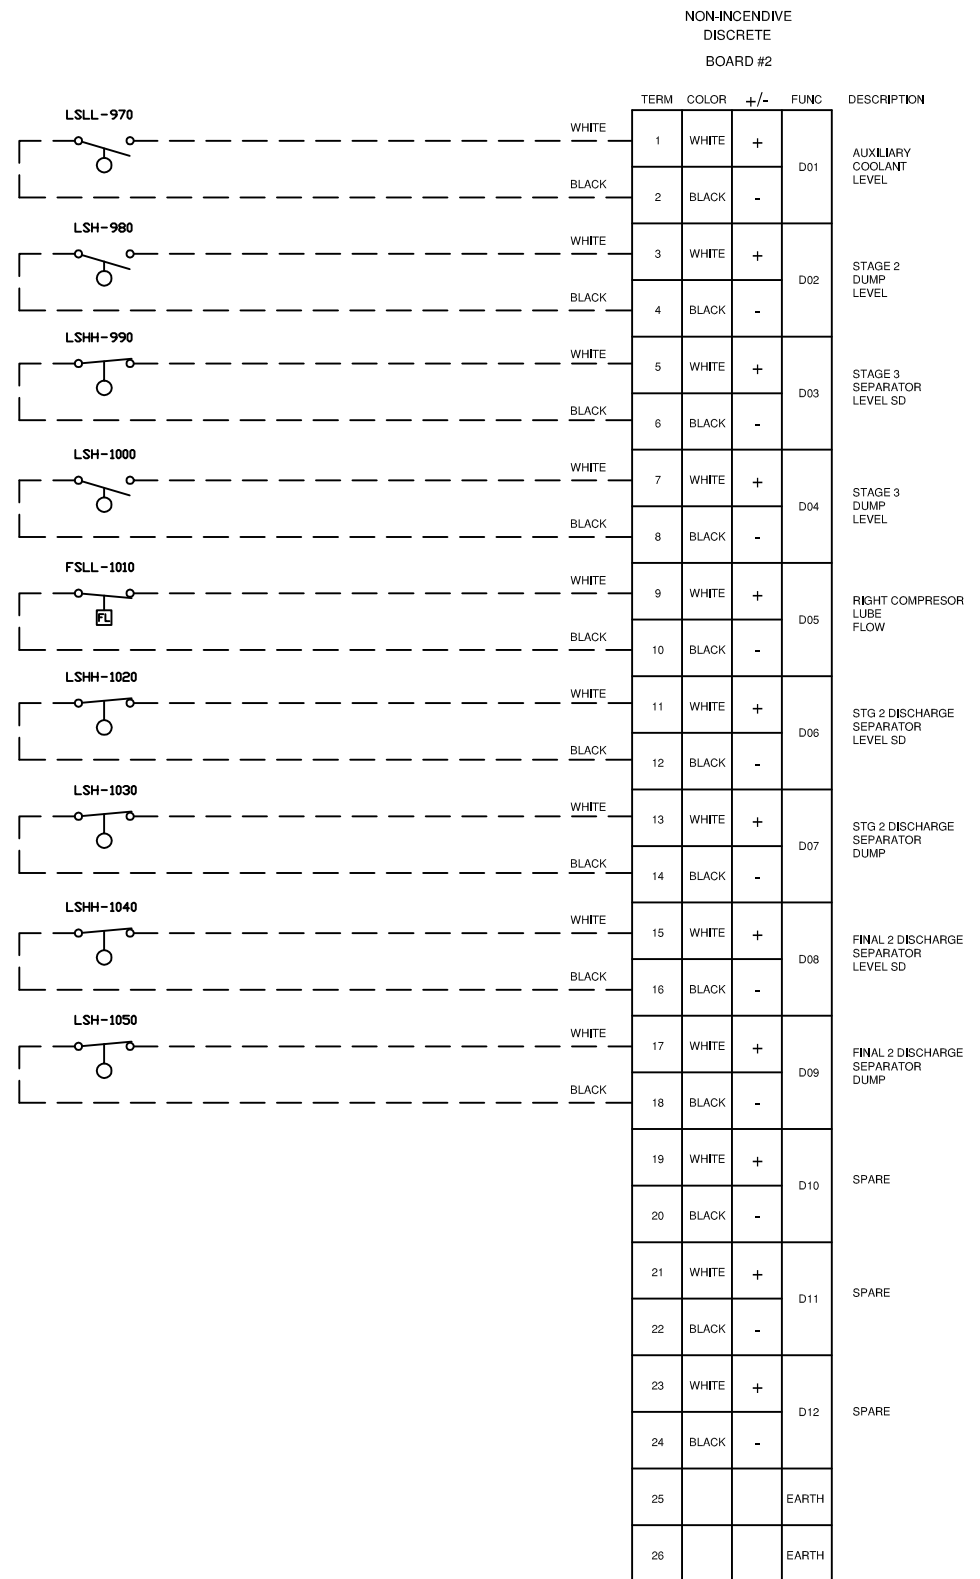 NON-INCENDIVE
DISCRETE
BOARD #2
TERM COLOR +/- FUNC DESCRIPTION
LSLL-970
WHITE 1 WHITE +
D01
AUXILIARY
COOLANT
LEVEL
BLACK 2 BLACK -
LSH-980
WHITE 3 WHITE +
D02
STAGE 2
DUMP
LEVEL
BLACK 4 BLACK -
LSHH-990
WHITE 5 WHITE +
D03
STAGE 3
SEPARATOR
LEVEL SD
BLACK 6 BLACK -
LSH-1000
WHITE 7 WHITE +
D04
STAGE 3
DUMP
LEVEL
BLACK 8 BLACK -
FSLL-1010
FL
WHITE 9 WHITE +
D05
RIGHT COMPRESOR
LUBE
FLOW
BLACK 10 BLACK -
LSHH-1020
WHITE 11 WHITE +
D06
STG 2 DISCHARGE
SEPARATOR
LEVEL SD
BLACK 12 BLACK -
LSH-1030
WHITE 13 WHITE +
D07
STG 2 DISCHARGE
SEPARATOR
DUMP
BLACK 14 BLACK -
LSHH-1040
WHITE 15 WHITE +
D08
FINAL 2 DISCHARGE
SEPARATOR
LEVEL SD
BLACK 16 BLACK -
LSH-1050
WHITE 17 WHITE +
D09
FINAL 2 DISCHARGE
SEPARATOR
DUMP
BLACK 18 BLACK -
19 WHITE +
D10 SPARE
20 BLACK -
21 WHITE +
D11 SPARE
22 BLACK -
23 WHITE +
D12 SPARE
24 BLACK -
25 EARTH
26 EARTH